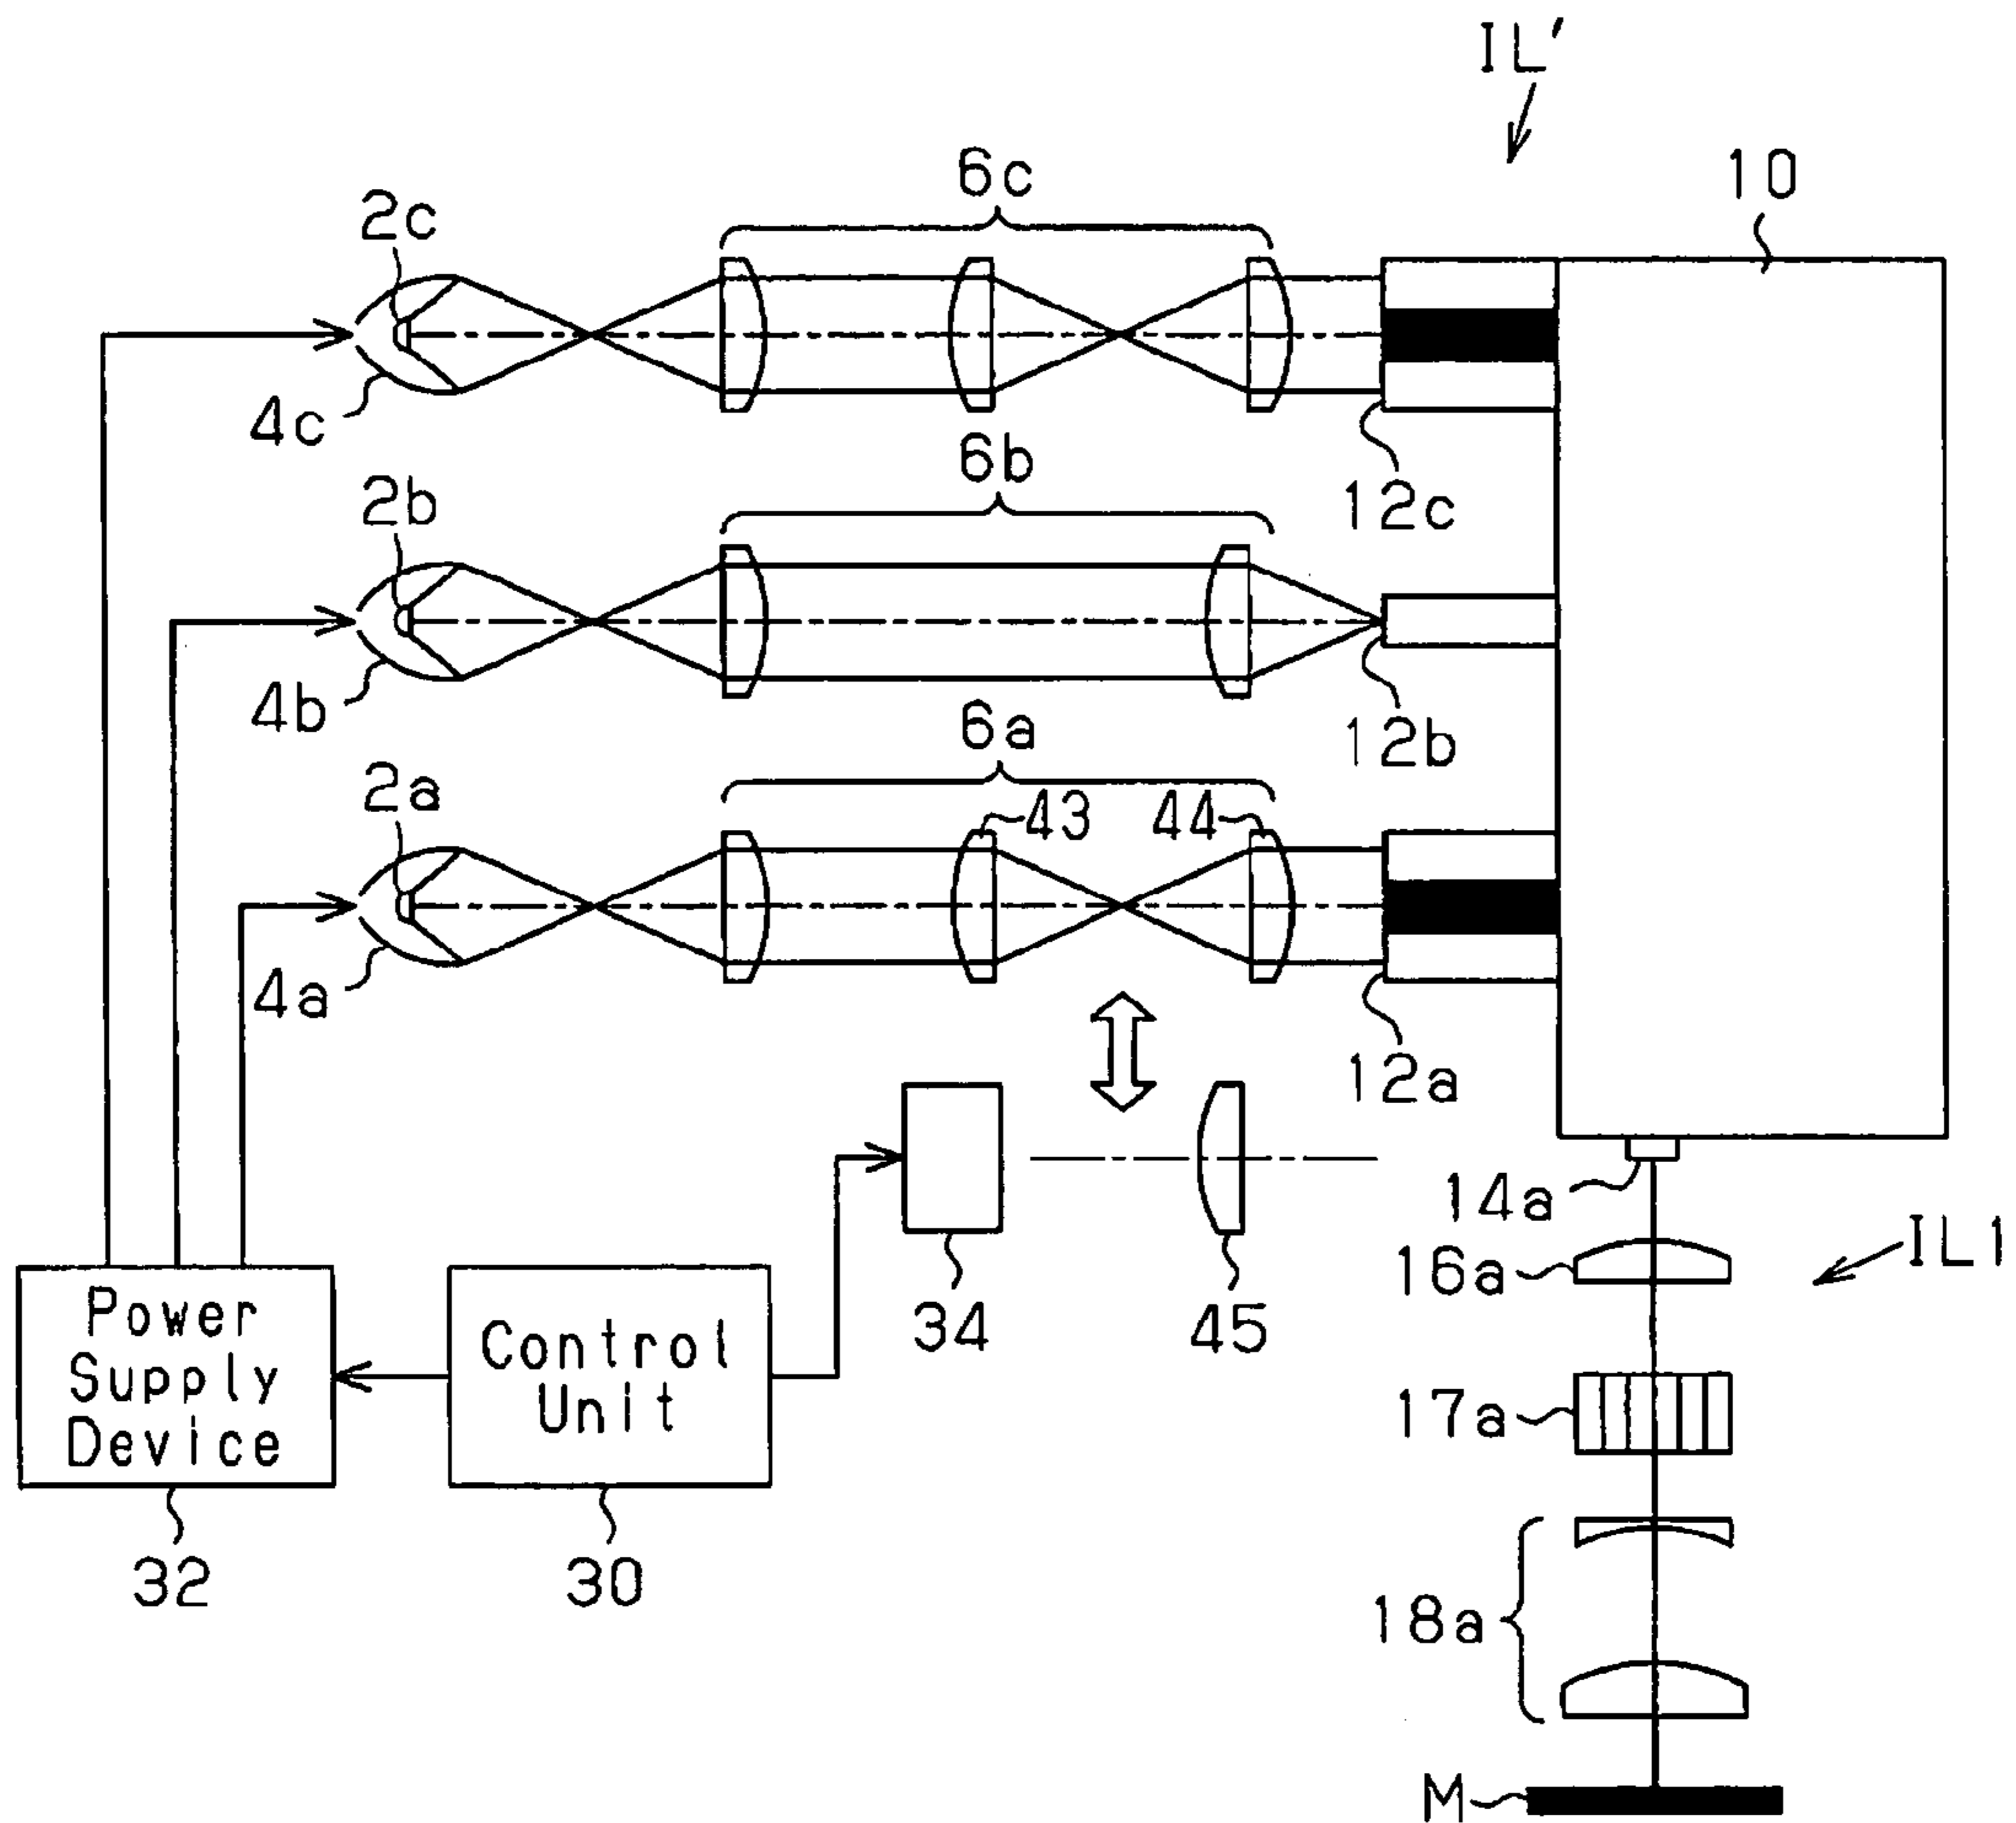 IL'
10
6c
2c
4c
12c
6b
2b
4b
12b
6a
2a
43
44
4a
12a
14a
16a
IL1
34
45
Power
Supply
Device
Control
Unit
17a
32
30
18a
M